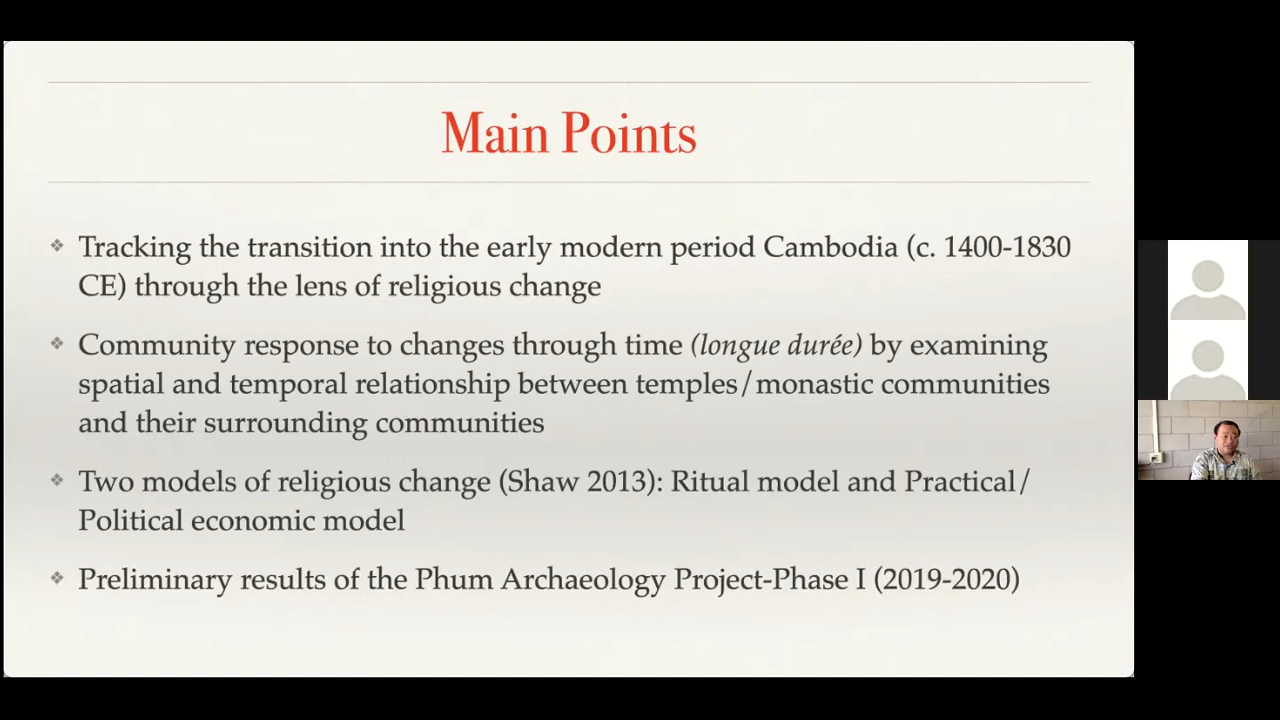 Main Points
❖ Tracking the transition into the early modern period Cambodia (c. 1400-1830
CE) through the lens of religious change
❖ Community response to changes through time (longue durée) by examining
spatial and temporal relationship between temples/monastic communities
and their surrounding communities
❖ Two models of religious change (Shaw 2013): Ritual model and Practical/
Political economic model
❖ Preliminary results of the Phum Archaeology Project-Phase I (2019-2020)